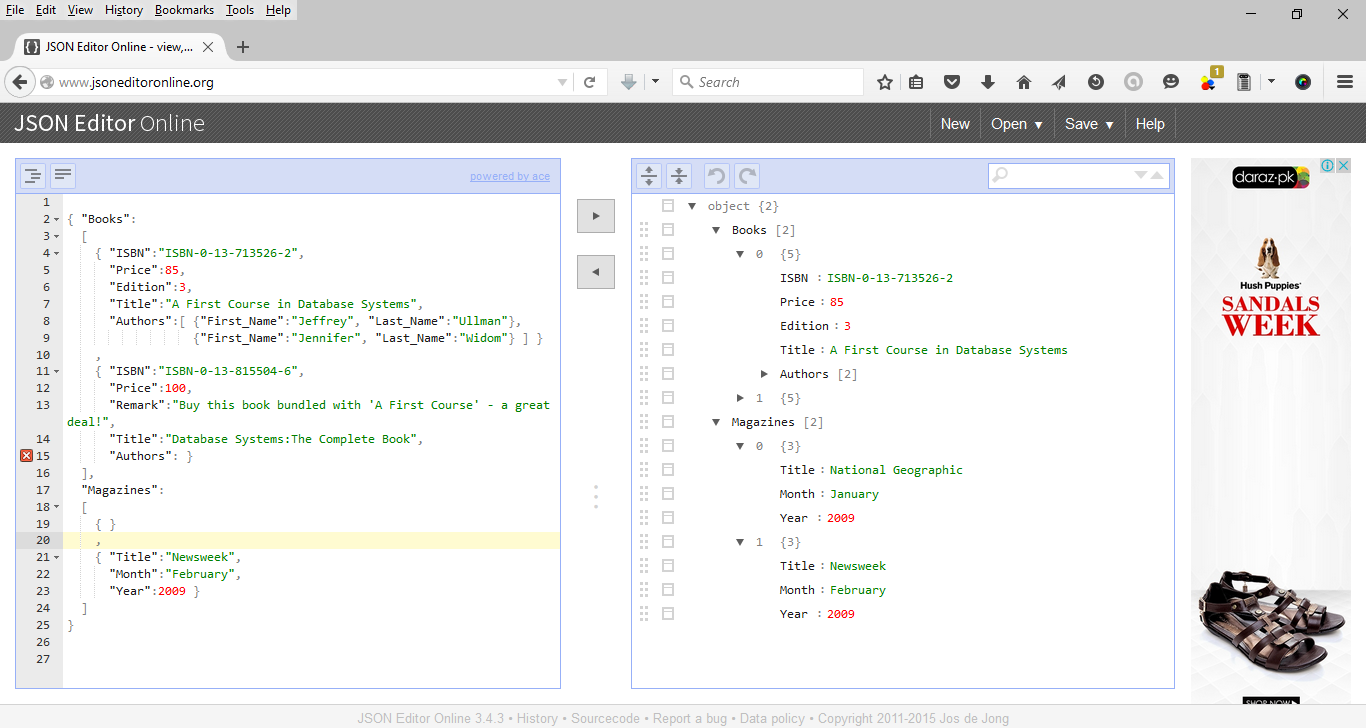 File Edit View History Bookmarks Tools Help
JSON Editor Online - view,...
www.jsoneditoronline.org
Search
1
JSON Editor Online
New Open Save Help
powered by ace
1
2 { "Books":
3 [
4 { "ISBN":"ISBN-0-13-713526-2",
5 "Price":85,
6 "Edition":3,
7 "Title":"A First Course in Database Systems",
8 "Authors":[ {"First_Name":"Jeffrey", "Last_Name":"Ullman"},
9 {"First_Name":"Jennifer", "Last_Name":"Widom"} ] }
10 ,
11 { "ISBN":"ISBN-0-13-815504-6",
12 "Price":100,
13 "Remark":"Buy this book bundled with 'A First Course' - a great
deal!",
14 "Title":"Database Systems:The Complete Book",
15 "Authors": }
16 ],
17 "Magazines":
18 [
19 { }
20 ,
21 { "Title":"Newsweek",
22 "Month":"February",
23 "Year":2009 }
24 ]
25 }
26
27
object {2}
Books [2]
0 {5}
ISBN : ISBN-0-13-713526-2
Price : 85
Edition : 3
Title : A First Course in Database Systems
Authors [2]
1 {5}
Magazines [2]
0 {3}
Title : National Geographic
Month : January
Year : 2009
1 {3}
Title : Newsweek
Month : February
Year : 2009
daraz.pk
Hush Puppies
SANDALS
WEEK
SHOP NOW
JSON Editor Online 3.4.3 • History • Sourcecode • Report a bug • Data policy • Copyright 2011-2015 Jos de Jong